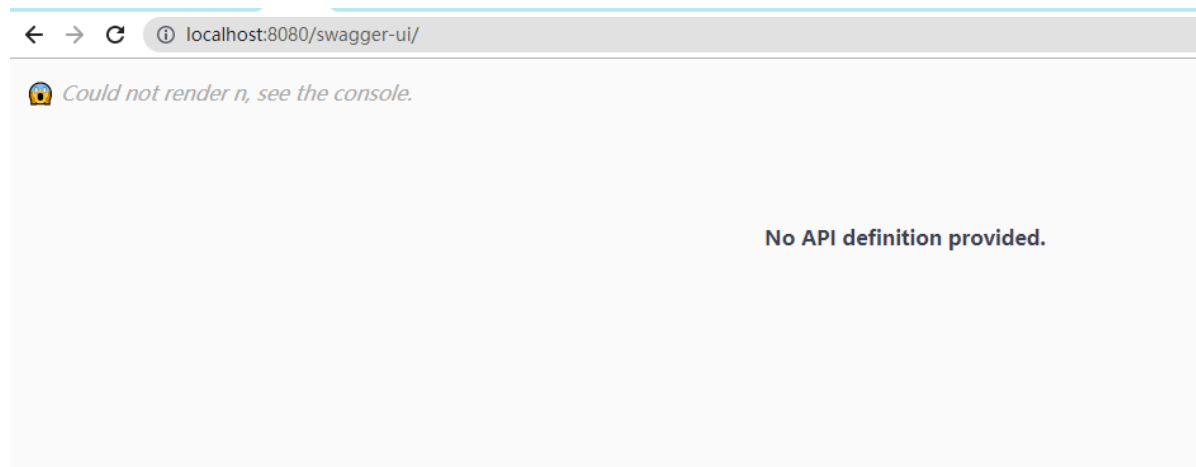 localhost:8080/swagger-ui/
Could not render n, see the console.
No API definition provided.